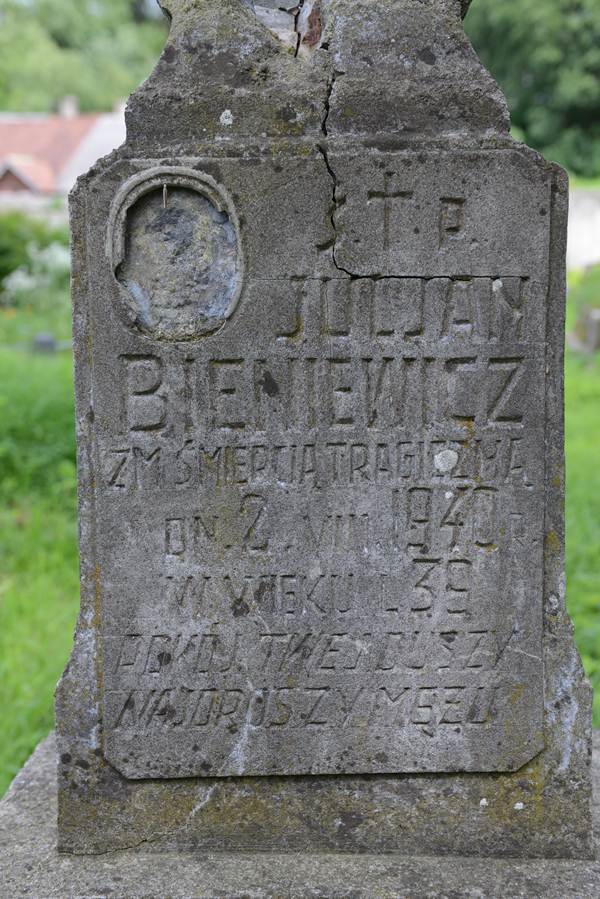 Ś. † P.
JULJAN
BIENIEWICZ
ZM ŚMIERCIĄ TRAGICZNĄ
DN. 2. VIII. 1940 R.
W WIEKU L. 39
POKÓJ TWEJ DUSZY
NAJDROŻSZY MĘŻU